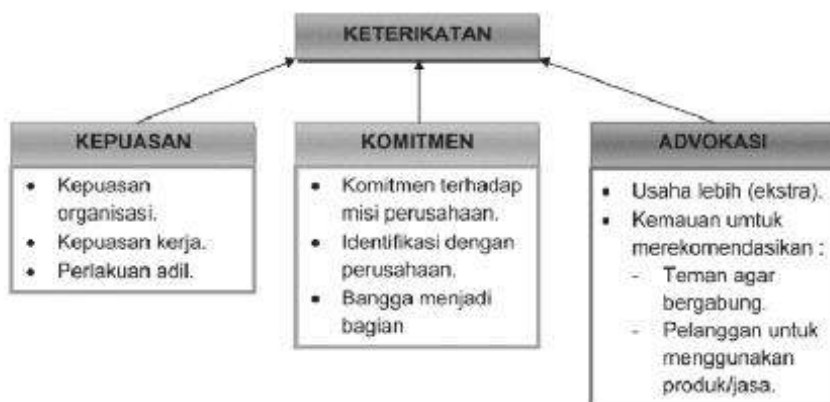 KETERIKATAN
KEPUASAN
• Kepuasan
organisasi.
• Kepuasan kerja.
• Perlakuan adil.
KOMITMEN
• Komitmen terhadap
misi perusahaan.
• Identifikasi dengan
perusahaan.
• Bangga menjadi
bagian
ADVOKASI
• Usaha lebih (ekstra).
• Kemauan umtuk
merekomendasikan :
- Teman agar
bergabung.
- Pelanggan untuk
menggunakan
produk/jasa.